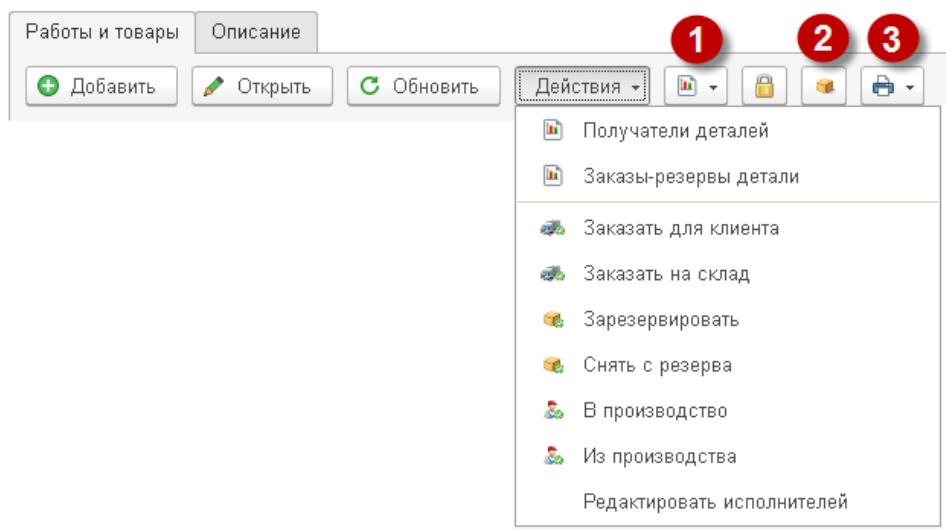 Работы и товары Описание
1 2 3
Добавить Открыть Обновить Действия
Получатели деталей
Заказы-резервы детали
Заказать для клиента
Заказать на склад
Зарезервировать
Снять с резерва
В производство
Из производства
Редактировать исполнителей